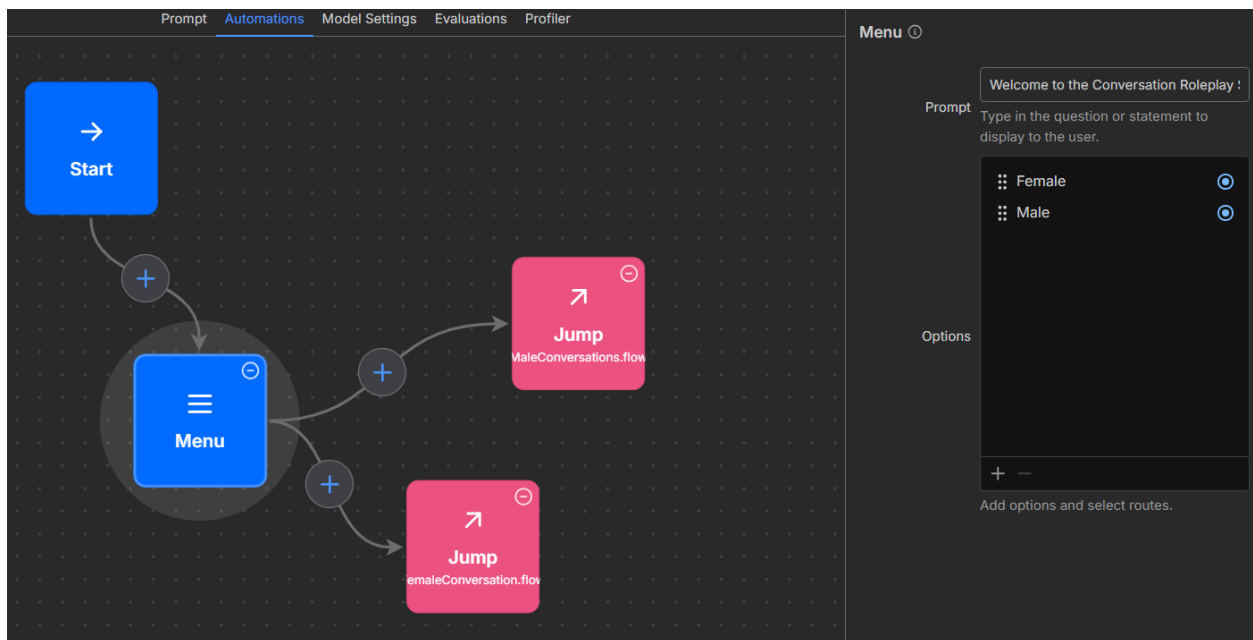 Prompt Automations Model Settings Evaluations Profiler
Start
Menu
Jump
MaleConversations.flow
Jump
emaleConversation.flow
Menu
Prompt
Welcome to the Conversation Roleplay
Type in the question or statement to
display to the user.
Options
Female
Male
Add options and select routes.